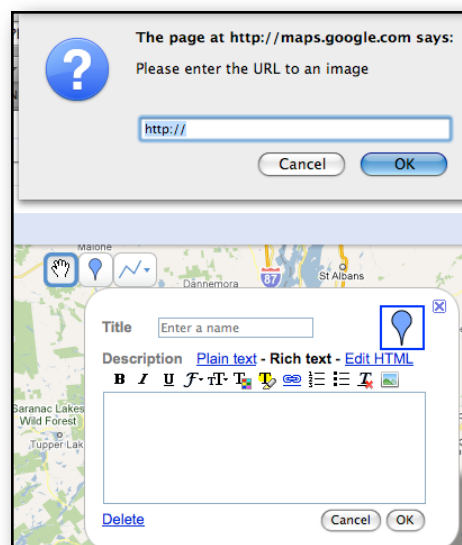 The page at http://maps.google.com says:
Please enter the URL to an image
http://
Cancel OK
Malone
Dannemora
87
St Albans
Title Enter a name
Description Plain text - Rich text - Edit HTML
B I U
Saranac Lakes
Wild Forest
Tupper Lak
Delete
Cancel OK